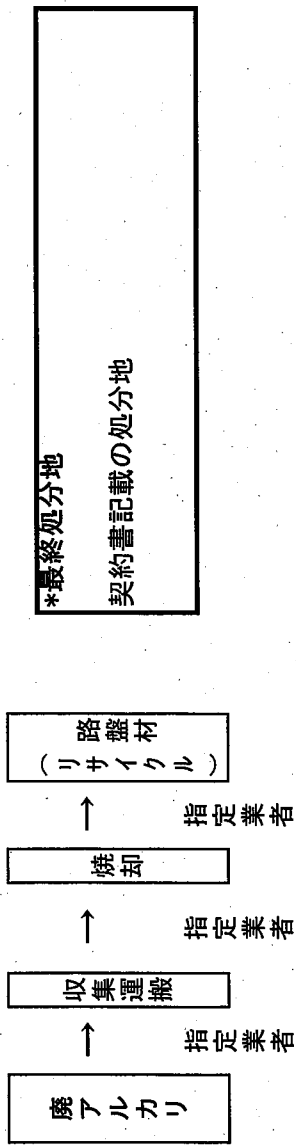 廃アルカリ
→
指定業者
収集運搬
→
指定業者
焼却
→
指定業者
路盤材
（リサイクル）
*最終処分地
契約書記載の処分地